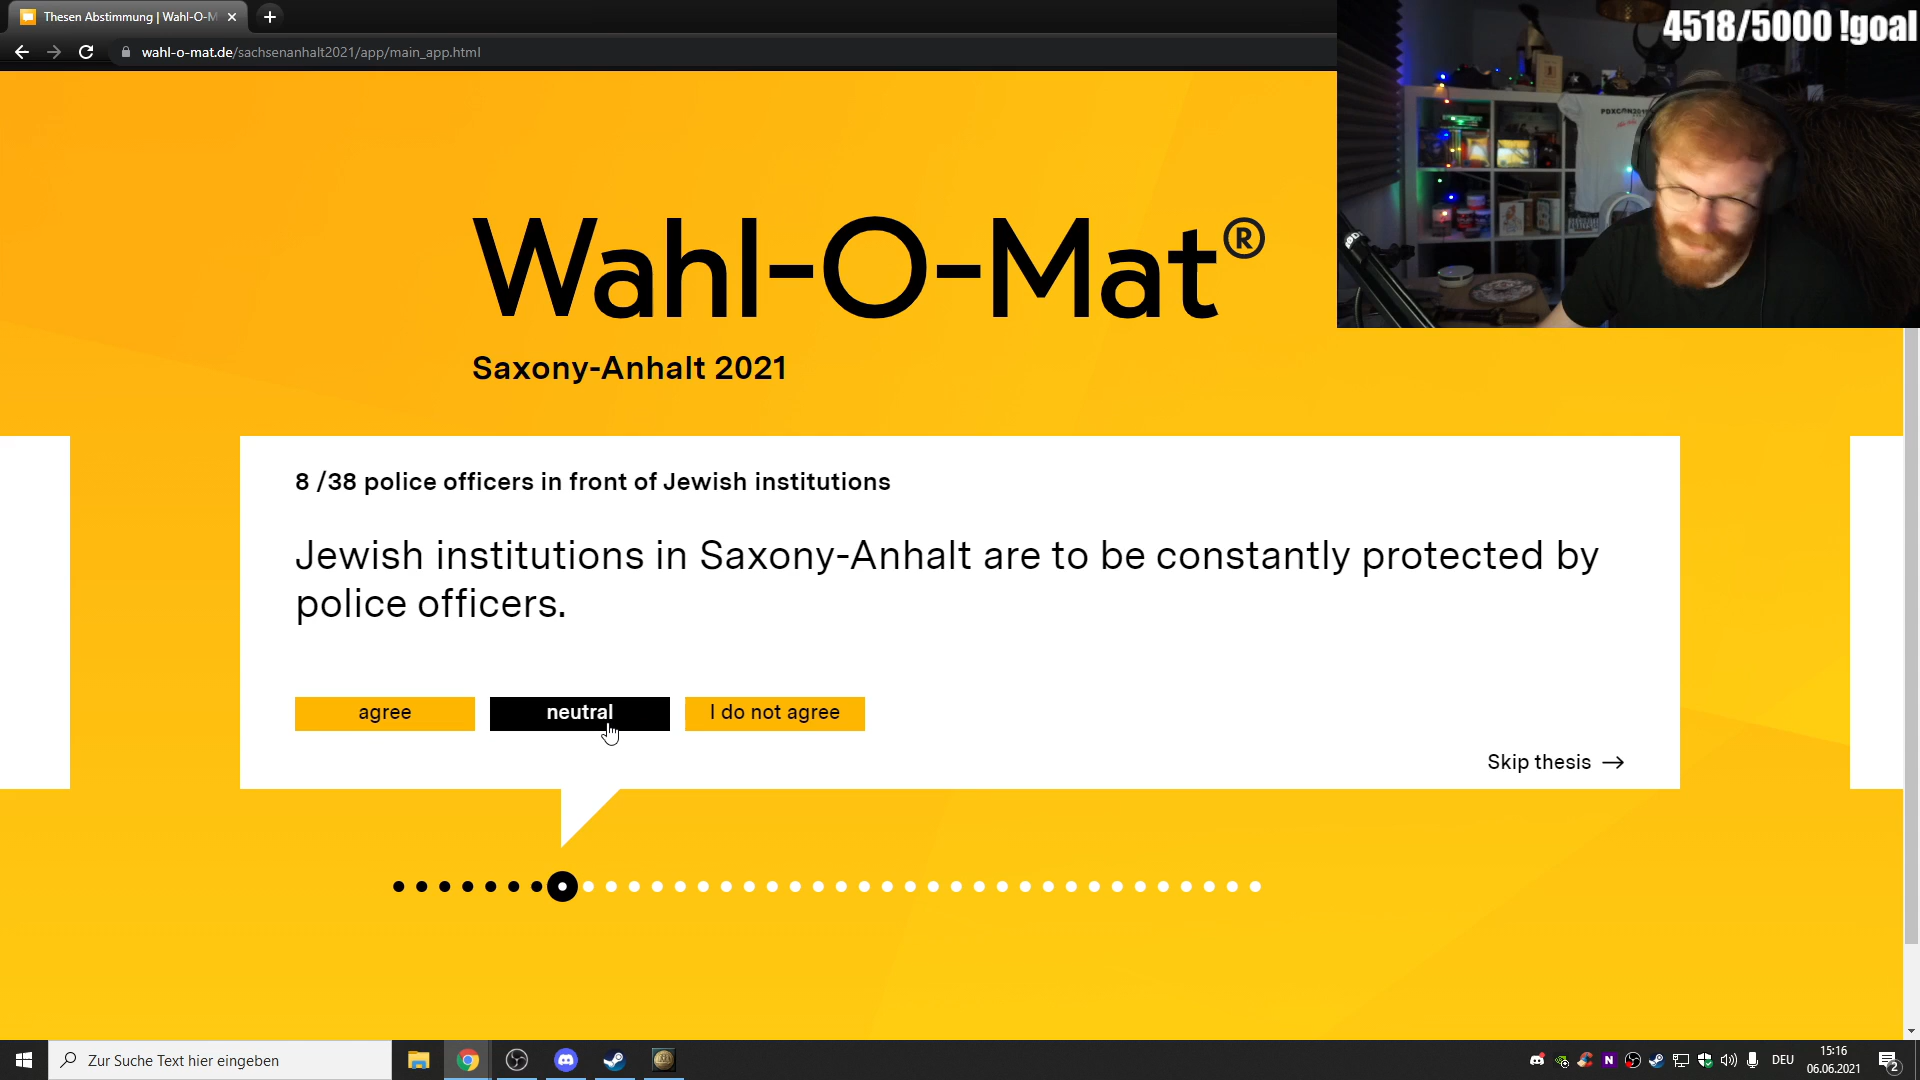 Thesen Abstimmung | Wahl-O-M
wahl-o-mat.de/sachsenanhalt2021/app/main_app.html
4518/5000 !goal
Wahl-O-Mat®
Saxony-Anhalt 2021
8 /38 police officers in front of Jewish institutions
Jewish institutions in Saxony-Anhalt are to be constantly protected by
police officers.
agree
neutral
I do not agree
Skip thesis →
Zur Suche Text hier eingeben
DEU
15:16
06.06.2021
2